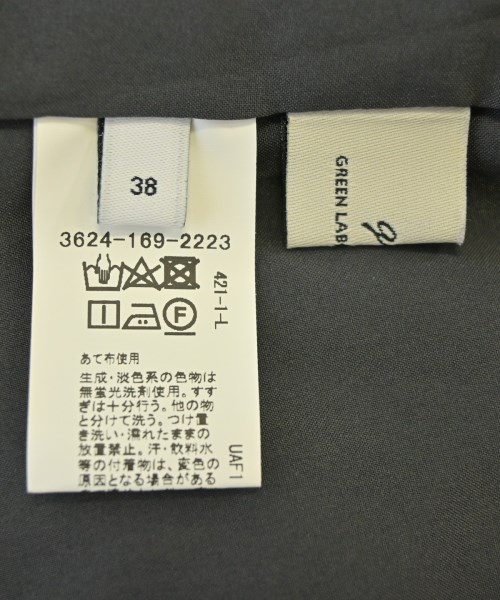 38
3624-169-2223
F
421-1-L
あて布使用
生成・淡色系の色物は
無蛍光洗剤使用。すす
ぎは十分行う。他の物
と分けて洗う。つけ置
き洗い・濡れたままの
放置禁止。汗・飲料水
等の付着物は、変色の
原因となる場合がある
UAF1
GREEN LAB